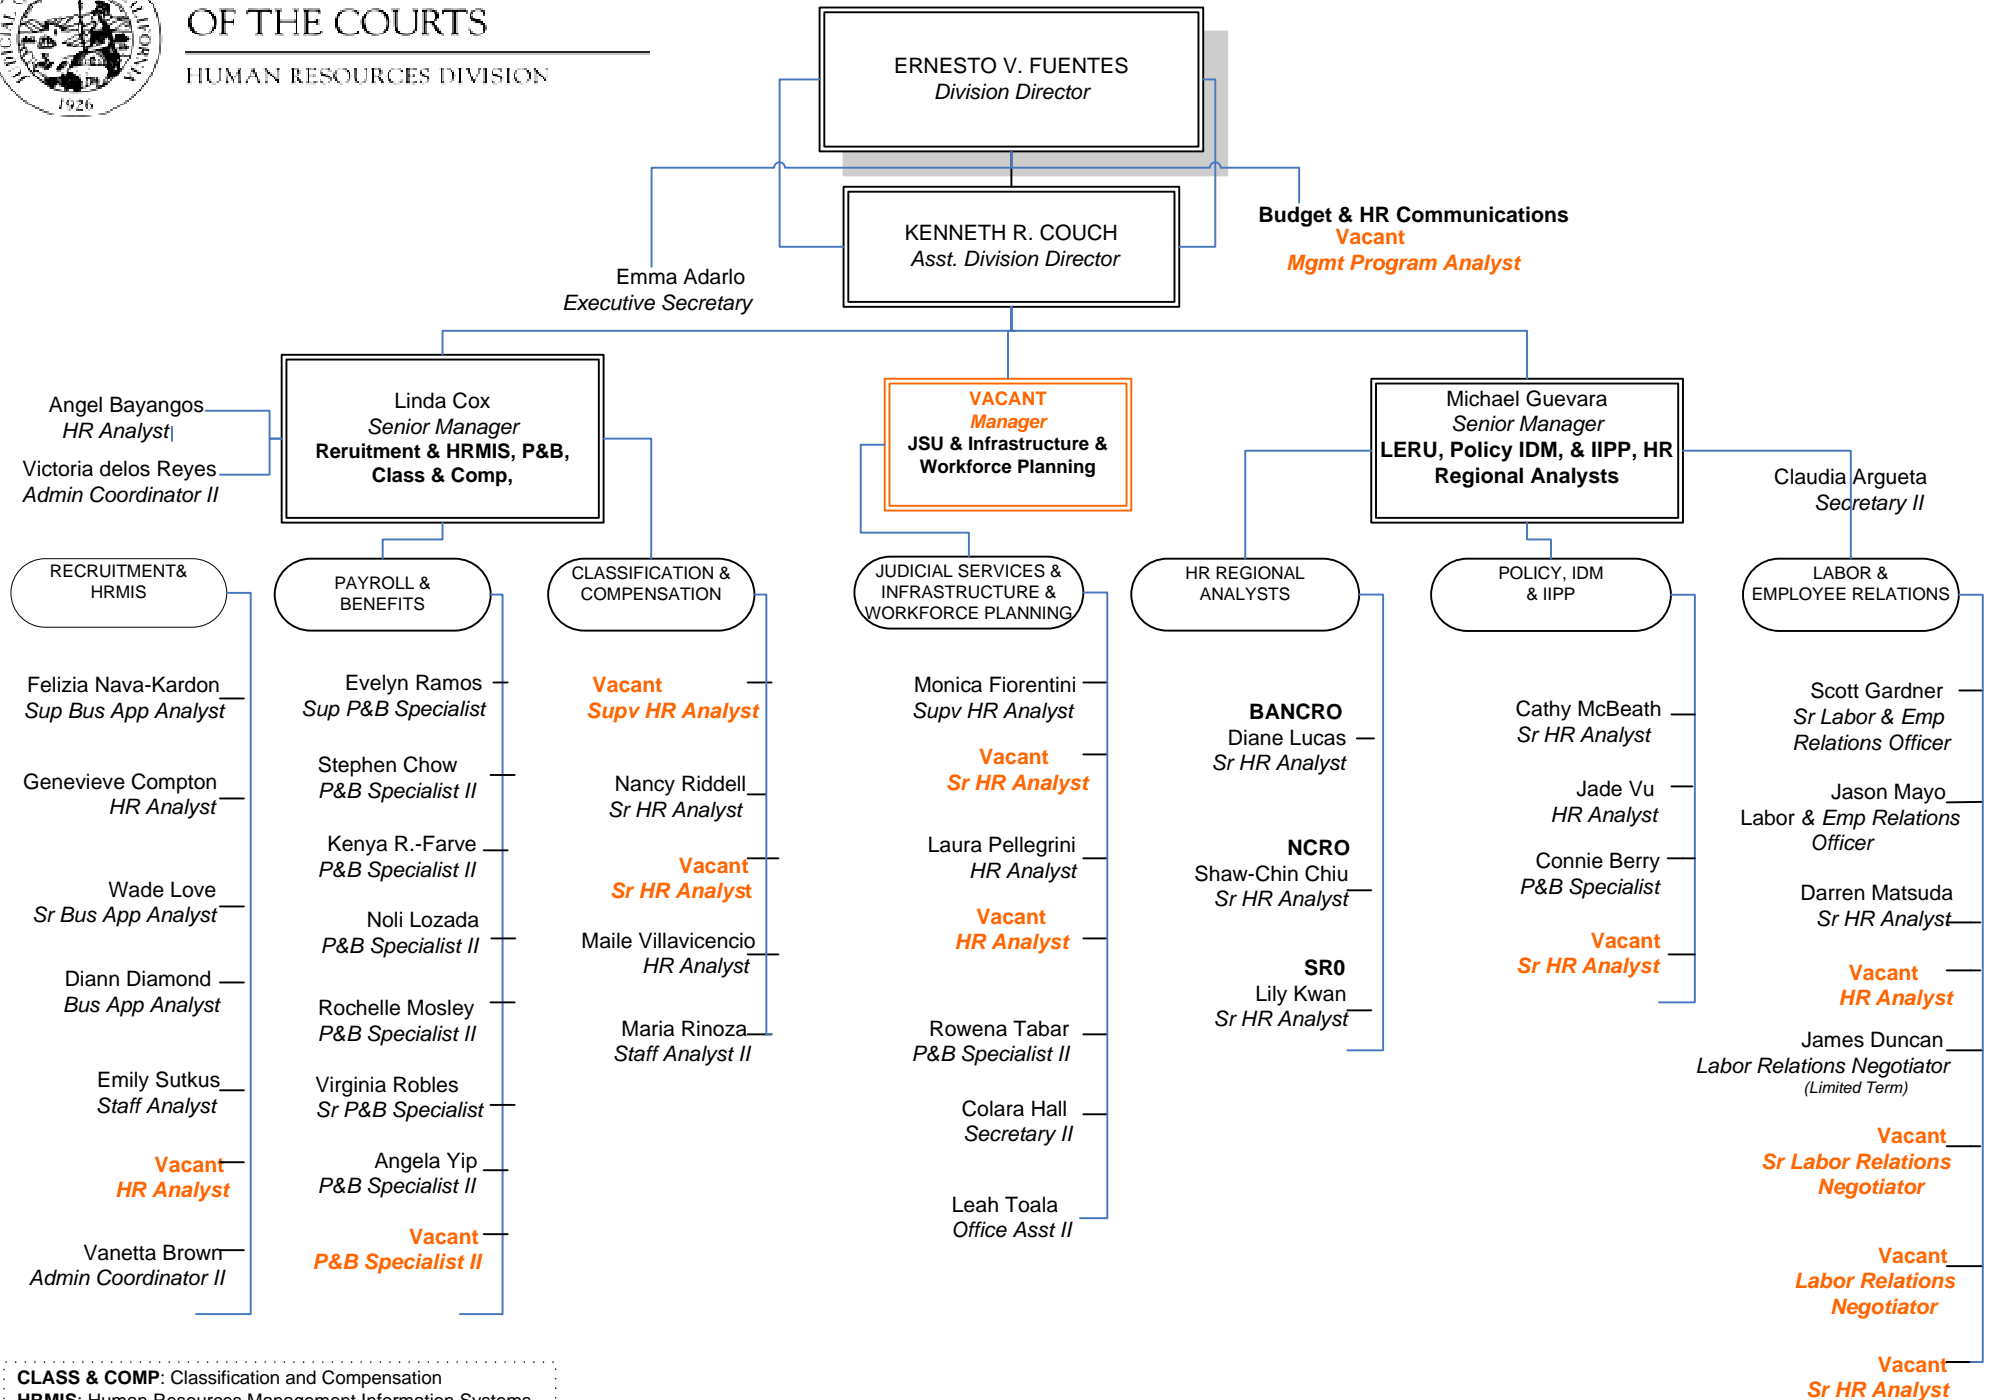 OF THE COURTS
HUMAN RESOURCES DIVISION
1926
ERNESTO V. FUENTES
Division Director
KENNETH R. COUCH
Asst. Division Director
Emma Adarlo
Executive Secretary
Budget & HR Communications
Vacant
Mgmt Program Analyst
Angel Bayangos
HR Analyst
Victoria delos Reyes
Admin Coordinator II
Linda Cox
Senior Manager
Reruitment & HRMIS, P&B,
Class & Comp,
VACANT
Manager
JSU & Infrastructure &
Workforce Planning
Michael Guevara
Senior Manager
LERU, Policy IDM, & IIPP, HR
Regional Analysts
Claudia Argueta
Secretary II
RECRUITMENT&
HRMIS
Felizia Nava-Kardon
Sup Bus App Analyst
Genevieve Compton
HR Analyst
Wade Love
Sr Bus App Analyst
Diann Diamond
Bus App Analyst
Emily Sutkus
Staff Analyst
Vacant
HR Analyst
Vanetta Brown
Admin Coordinator II
PAYROLL &
BENEFITS
Evelyn Ramos
Sup P&B Specialist
Stephen Chow
P&B Specialist II
Kenya R.-Farve
P&B Specialist II
Noli Lozada
P&B Specialist II
Rochelle Mosley
P&B Specialist II
Virginia Robles
Sr P&B Specialist
Angela Yip
P&B Specialist II
Vacant
P&B Specialist II
CLASSIFICATION &
COMPENSATION
Vacant
Supv HR Analyst
Nancy Riddell
Sr HR Analyst
Vacant
Sr HR Analyst
Maile Villavicencio
HR Analyst
Maria Rinoza
Staff Analyst II
JUDICIAL SERVICES &
INFRASTRUCTURE &
WORKFORCE PLANNING
Monica Fiorentini
Supv HR Analyst
Vacant
Sr HR Analyst
Laura Pellegrini
HR Analyst
Vacant
HR Analyst
Rowena Tabar
P&B Specialist II
Colara Hall
Secretary II
Leah Toala
Office Asst II
HR REGIONAL
ANALYSTS
BANCRO
Diane Lucas
Sr HR Analyst
NCRO
Shaw-Chin Chiu
Sr HR Analyst
SR0
Lily Kwan
Sr HR Analyst
POLICY, IDM
& IIPP
Cathy McBeath
Sr HR Analyst
Jade Vu
HR Analyst
Connie Berry
P&B Specialist
Vacant
Sr HR Analyst
LABOR &
EMPLOYEE RELATIONS
Scott Gardner
Sr Labor & Emp
Relations Officer
Jason Mayo
Labor & Emp Relations
Officer
Darren Matsuda
Sr HR Analyst
Vacant
HR Analyst
James Duncan
Labor Relations Negotiator
(Limited Term)
Vacant
Sr Labor Relations
Negotiator
Vacant
Labor Relations
Negotiator
Vacant
Sr HR Analyst
CLASS & COMP: Classification and Compensation
HRMIS: Human Resources Management Information Systems